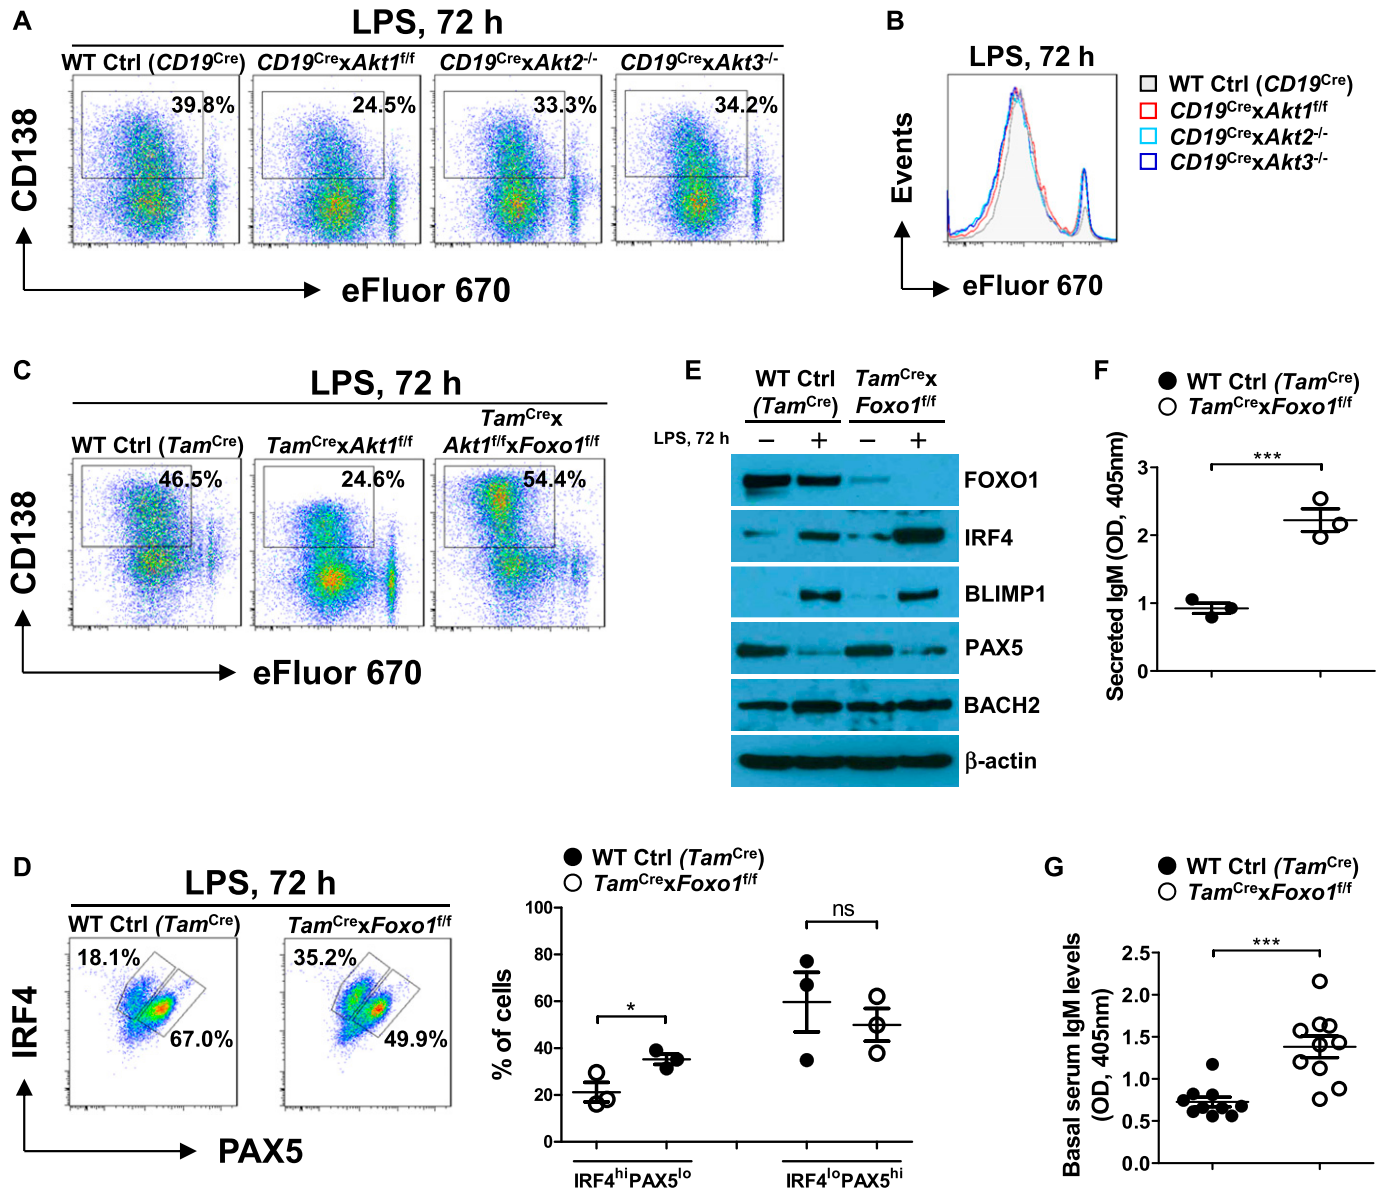 A
LPS, 72 h
WT Ctrl (CD19Cre) CD19CrexAkt1f/f CD19CrexAkt2-/- CD19CrexAkt3-/-
39.8% 24.5% 33.3% 34.2%
CD138
eFluor 670
B
LPS, 72 h
Events
eFluor 670
WT Ctrl (CD19Cre)
CD19CrexAkt1f/f
CD19CrexAkt2-/-
CD19CrexAkt3-/-
C
LPS, 72 h
WT Ctrl (TamCre) TamCrexAkt1f/f TamCrex
Akt1f/fxFoxo1f/f
46.5% 24.6% 54.4%
CD138
eFluor 670
E
WT Ctrl TamCrex
(TamCre) Foxo1f/f
LPS, 72 h − + − +
FOXO1
IRF4
BLIMP1
PAX5
BACH2
β-actin
F
WT Ctrl (TamCre)
TamCrexFoxo1f/f
Secreted IgM (OD, 405nm)
***
3
2
1
0
D
LPS, 72 h
WT Ctrl (TamCre) TamCrexFoxo1f/f
18.1% 35.2%
67.0% 49.9%
IRF4
PAX5
WT Ctrl (TamCre)
TamCrexFoxo1f/f
% of cells
100
80
60
40
20
0
* ns
IRF4hiPAX5lo IRF4loPAX5hi
G
WT Ctrl (TamCre)
TamCrexFoxo1f/f
Basal serum IgM levels
(OD, 405nm)
***
2.5
2.0
1.5
1.0
0.5
0.0